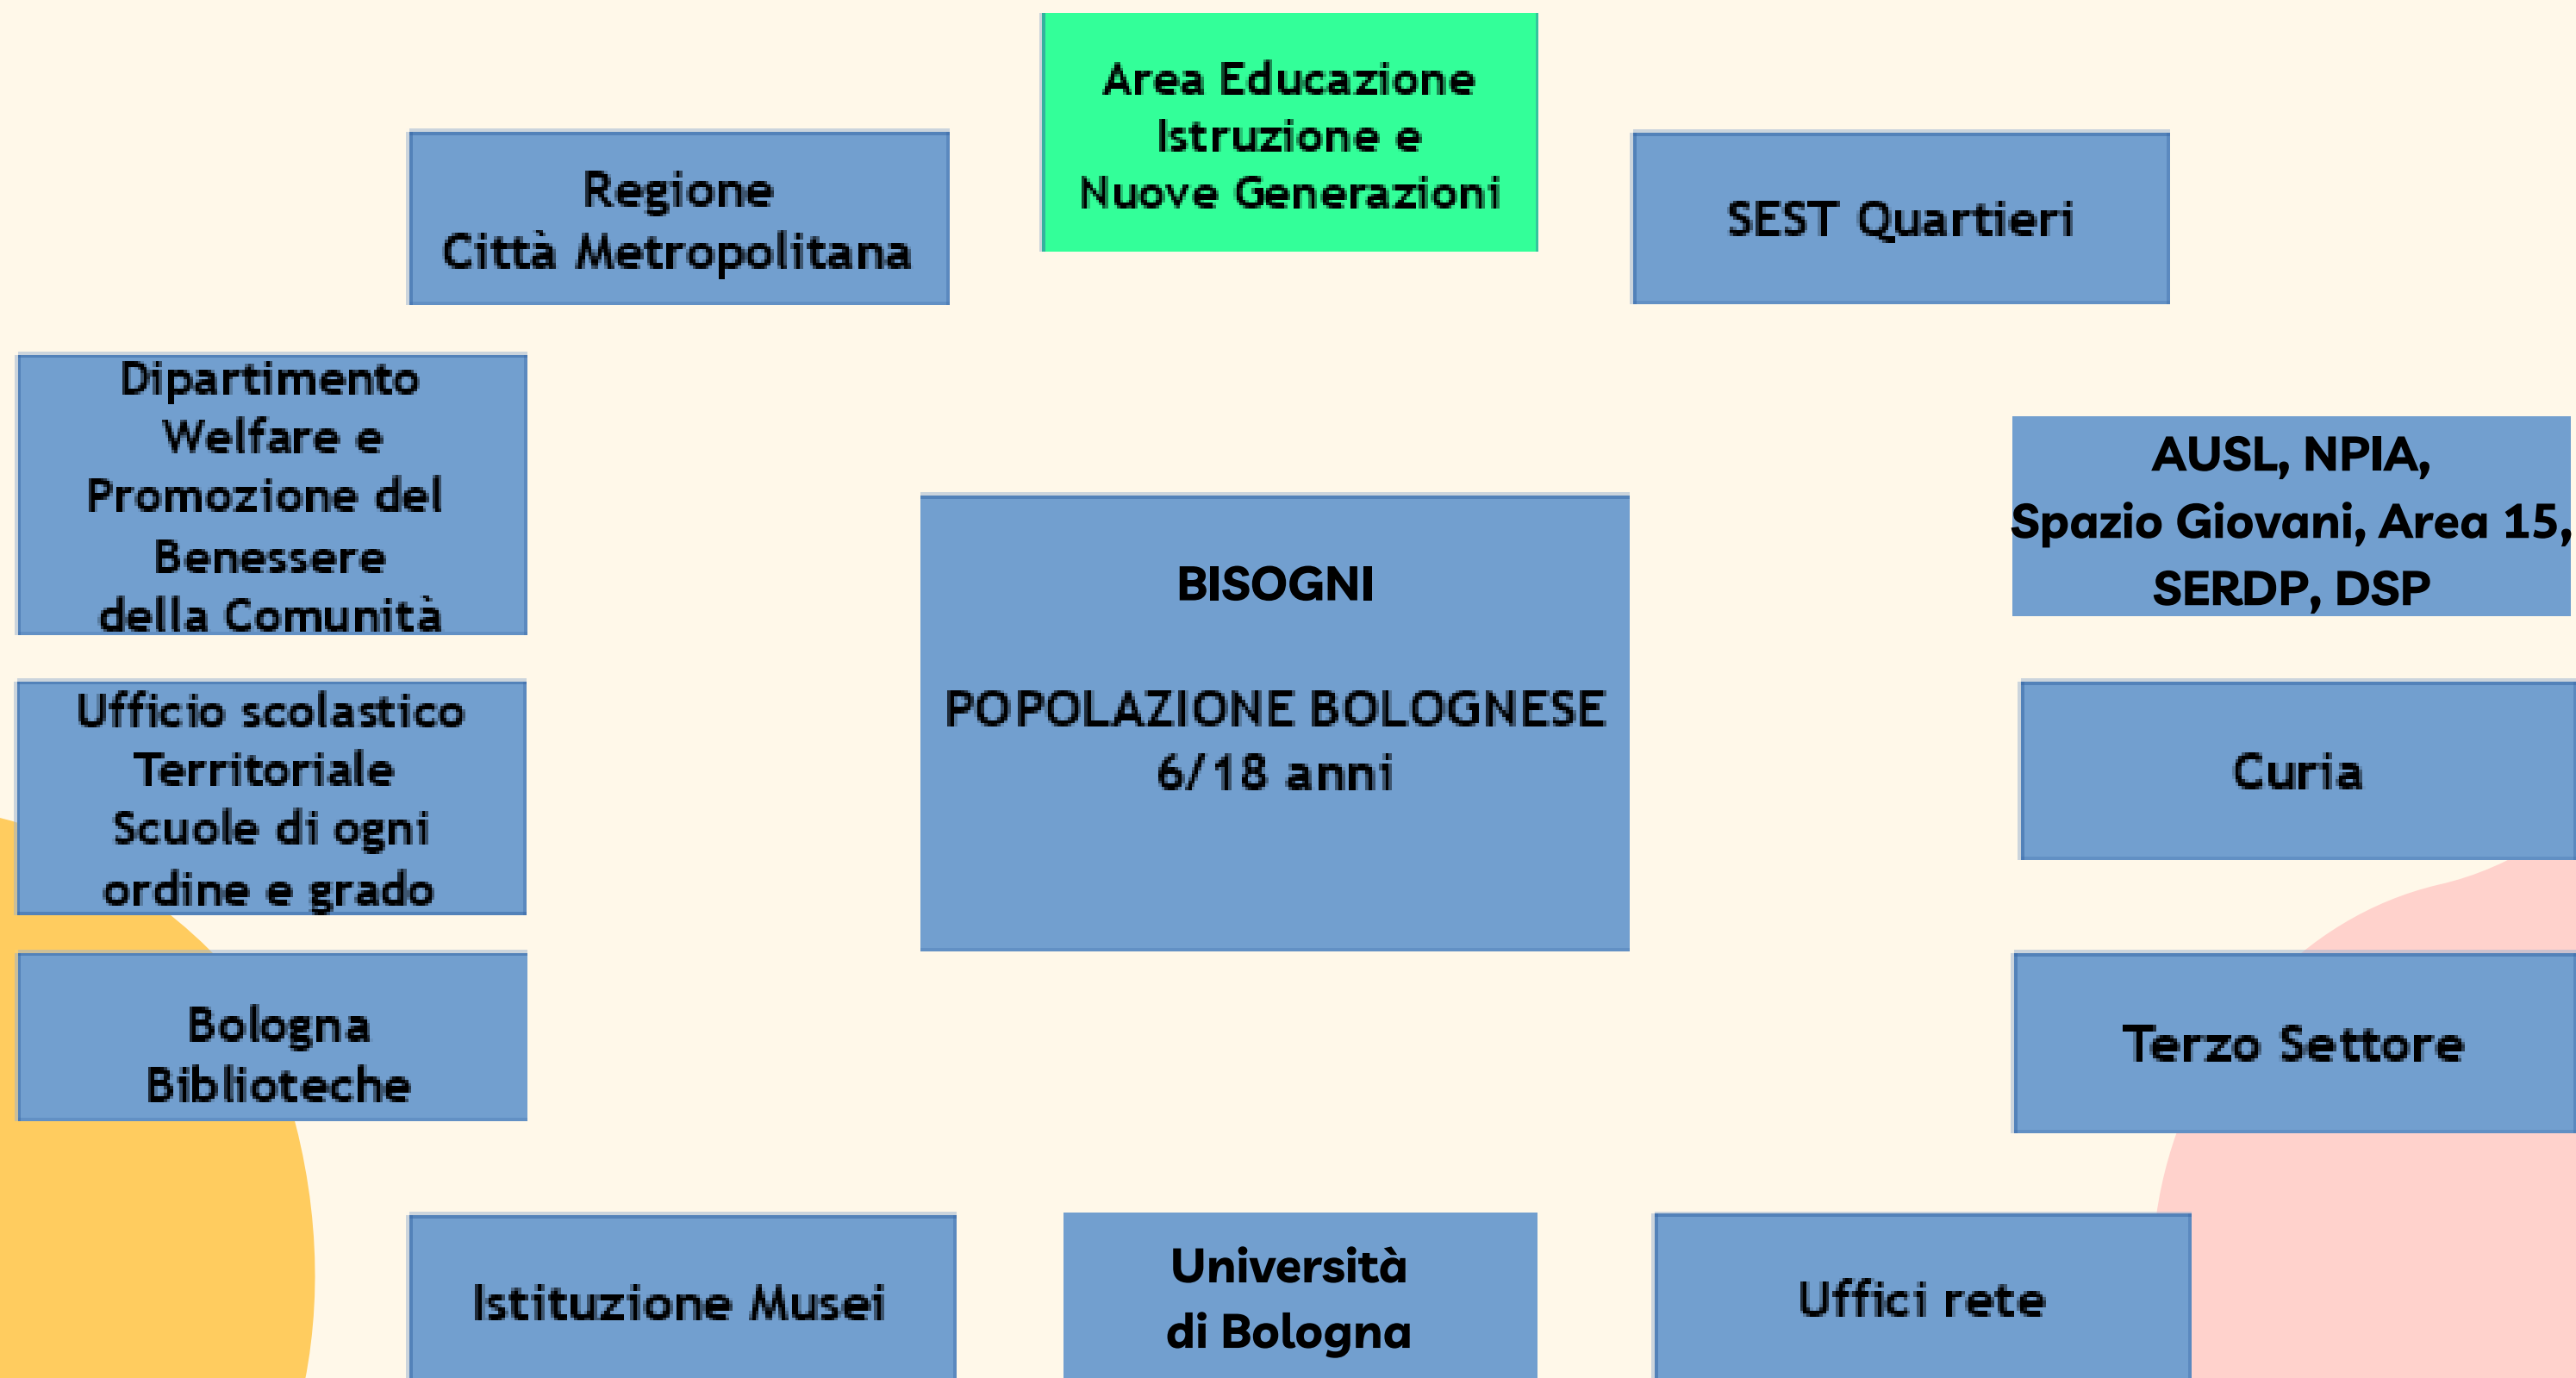 Area Educazione
Istruzione e
Nuove Generazioni
Regione
Città Metropolitana
SEST Quartieri
Dipartimento
Welfare e
Promozione del
Benessere
della Comunità
AUSL, NPIA,
Spazio Giovani, Area 15,
SERDP, DSP
BISOGNI
POPOLAZIONE BOLOGNESE
6/18 anni
Ufficio scolastico
Territoriale
Scuole di ogni
ordine e grado
Curia
Bologna
Biblioteche
Terzo Settore
Istituzione Musei
Università
di Bologna
Uffici rete